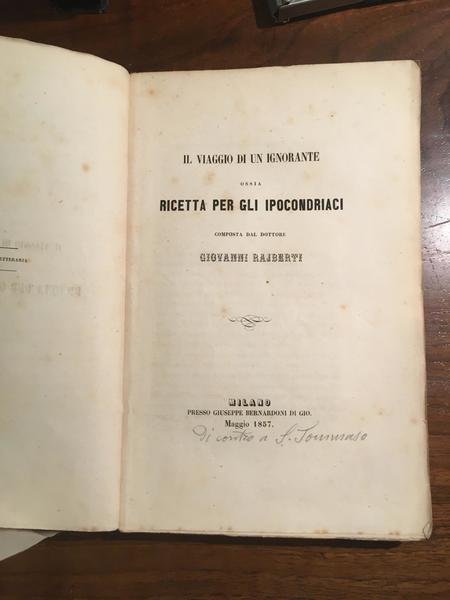 TTERARIA
IL VIAGGIO DI UN IGNORANTE
OSSIA
RICETTA PER GLI IPOCONDRIACI
COMPOSTA DAL DOTTORE
GIOVANNI RAJBERTI
MILANO
PRESSO GIUSEPPE BERNARDONI DI GIO.
Maggio 1857.
Di contro a S. Tommaso